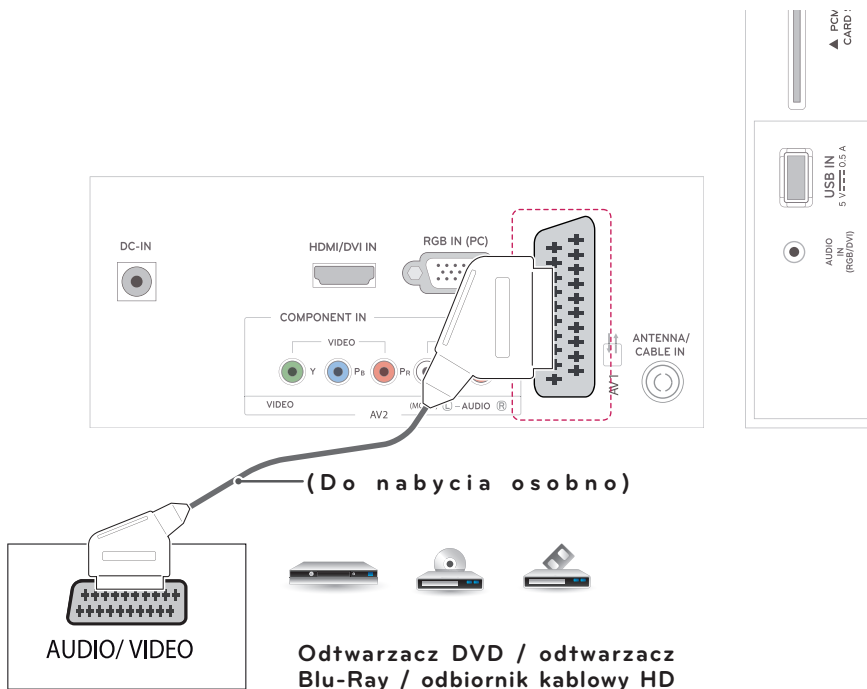 ▲ PCM
CARD
USB IN
5 V 0.5 A
AUDIO
IN
(RGB/DVI)
DC-IN
HDMI/DVI IN
RGB IN (PC)
COMPONENT IN
VIDEO
Y PB PR
VIDEO
AV2
L - AUDIO R
AV1
ANTENNA/
CABLE IN
(Do nabycia osobno)
AUDIO/ VIDEO
Odtwarzacz DVD / odtwarzacz
Blu-Ray / odbiornik kablowy HD